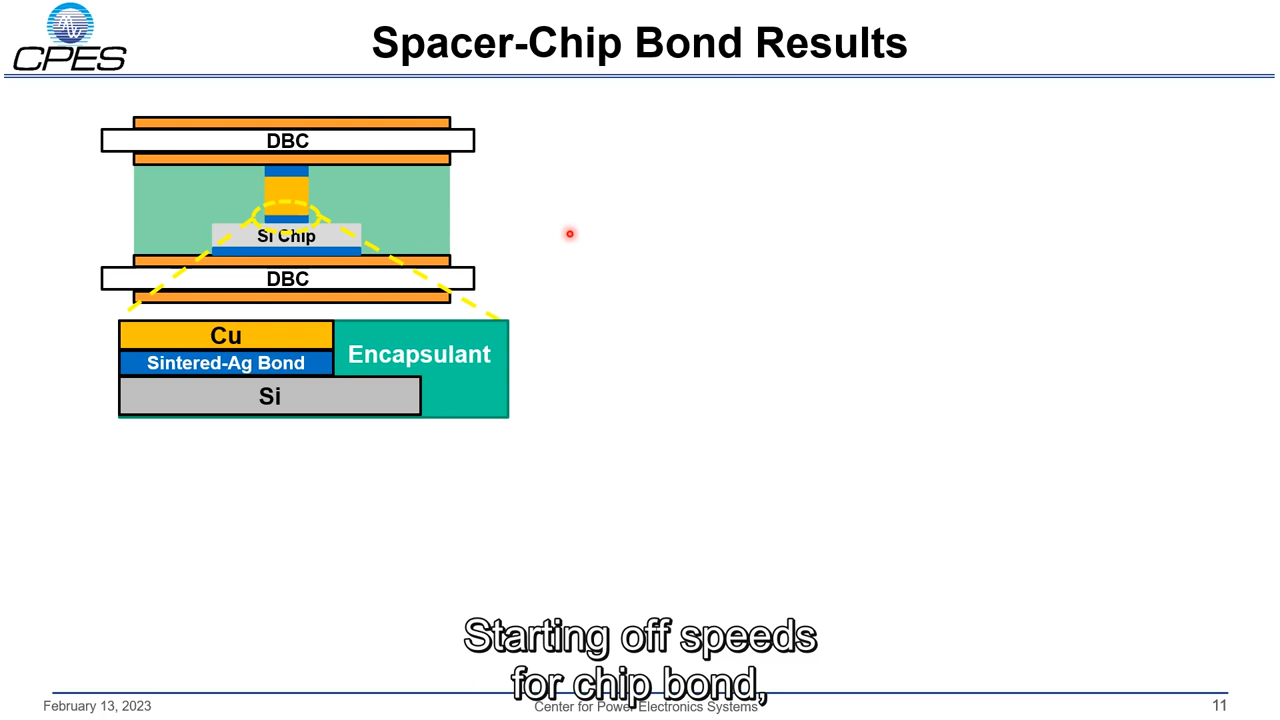 CPES
Spacer-Chip Bond Results
DBC
Si Chip
DBC
Cu
Sintered-Ag Bond
Encapsulant
Si
Starting off speeds
for chip bond,
February 13, 2023
Center for Power Electronics Systems
11